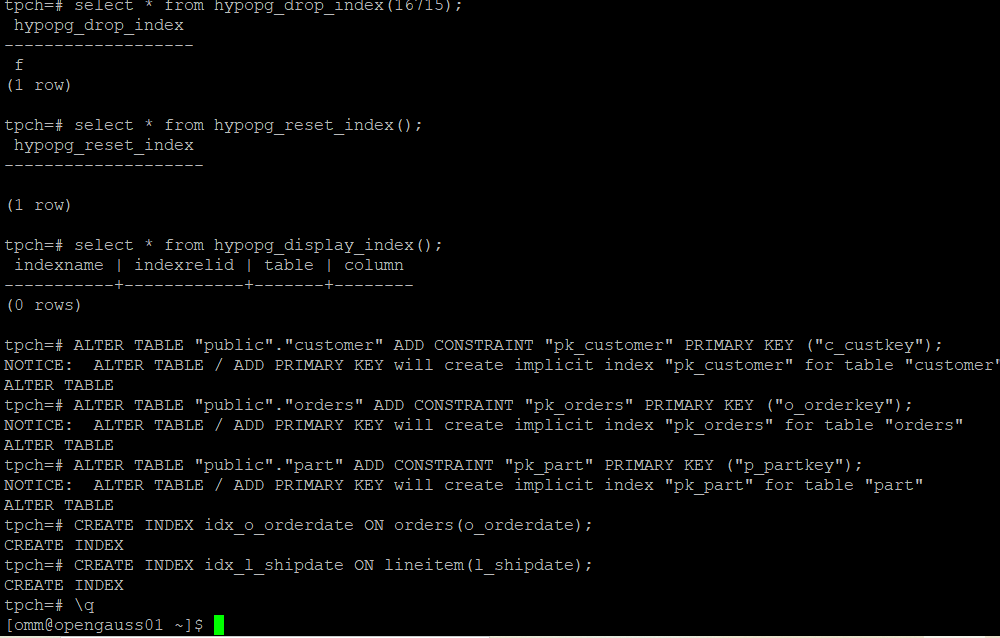 tpch=# select * from hypopg_drop_index(16715);
 hypopg_drop_index
-------------------
 f
(1 row)

tpch=# select * from hypopg_reset_index();
 hypopg_reset_index
--------------------

(1 row)

tpch=# select * from hypopg_display_index();
 indexname | indexrelid | table | column
-----------+------------+-------+--------
(0 rows)

tpch=# ALTER TABLE "public"."customer" ADD CONSTRAINT "pk_customer" PRIMARY KEY ("c_custkey");
NOTICE:  ALTER TABLE / ADD PRIMARY KEY will create implicit index "pk_customer" for table "customer"
ALTER TABLE
tpch=# ALTER TABLE "public"."orders" ADD CONSTRAINT "pk_orders" PRIMARY KEY ("o_orderkey");
NOTICE:  ALTER TABLE / ADD PRIMARY KEY will create implicit index "pk_orders" for table "orders"
ALTER TABLE
tpch=# ALTER TABLE "public"."part" ADD CONSTRAINT "pk_part" PRIMARY KEY ("p_partkey");
NOTICE:  ALTER TABLE / ADD PRIMARY KEY will create implicit index "pk_part" for table "part"
ALTER TABLE
tpch=# CREATE INDEX idx_o_orderdate ON orders(o_orderdate);
CREATE INDEX
tpch=# CREATE INDEX idx_l_shipdate ON lineitem(l_shipdate);
CREATE INDEX
tpch=# \q
[omm@opengauss01 ~]$